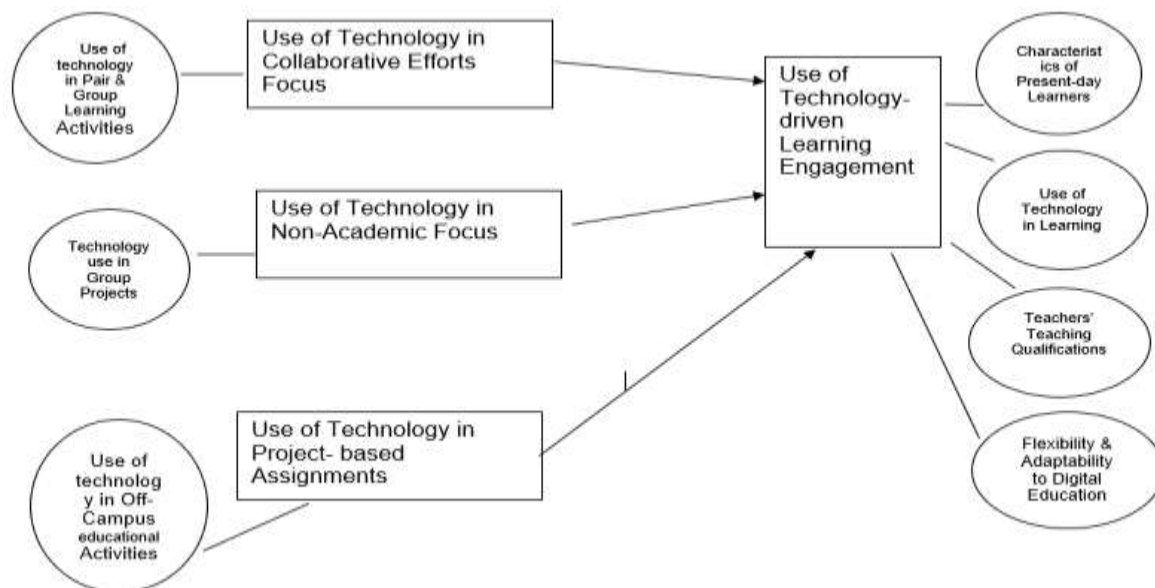 Use of
technology
in Pair &
Group
Learning
Activities
Use of Technology in
Collaborative Efforts
Focus
Use of
Technology-
driven
Learning
Engagement
Characterist
ics of
Present-day
Learners
Use of
Technology
in Learning
Technology
use in
Group
Projects
Use of Technology in
Non-Academic Focus
Teachers'
Teaching
Qualifications
Use of
technolog
y in Off-
Campus
educational
Activities
Use of Technology in
Project- based
Assignments
Flexibility &
Adaptability
to Digital
Education